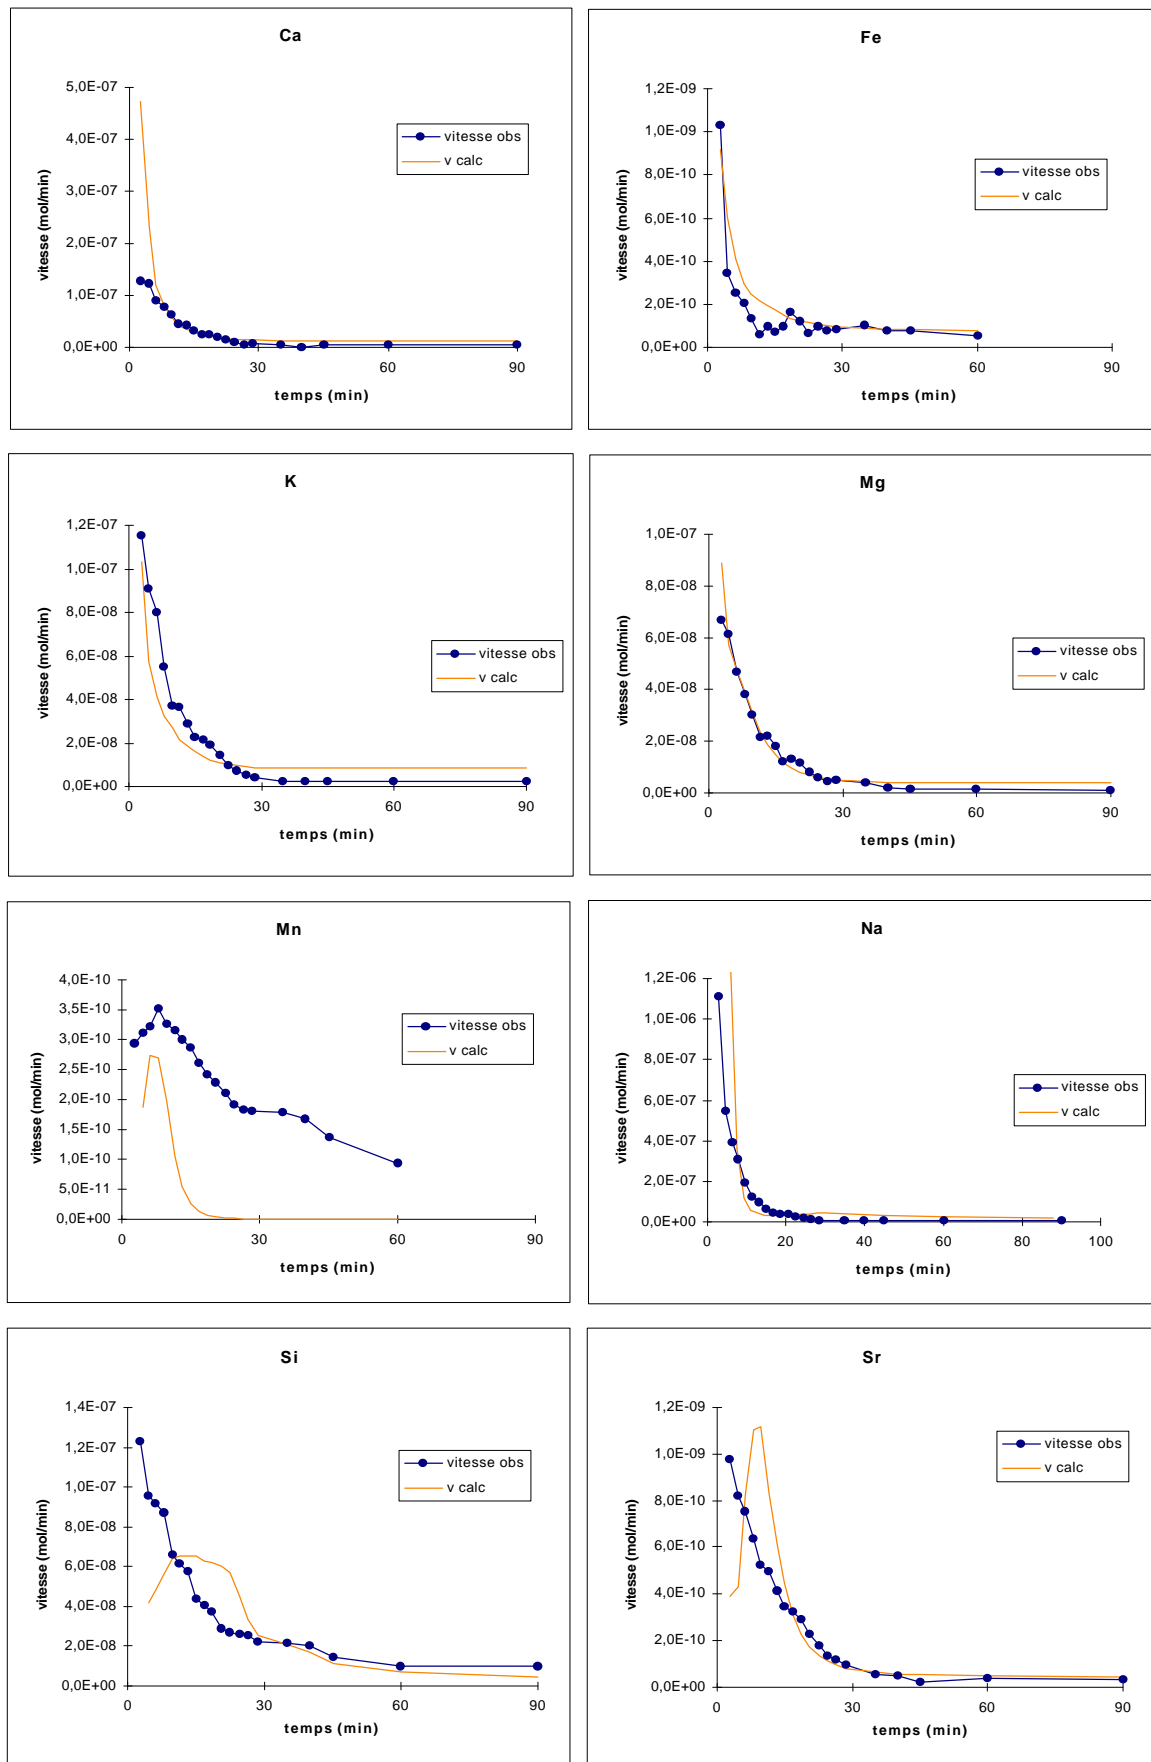 Ca
5,0E-07
4,0E-07
3,0E-07
2,0E-07
1,0E-07
0,0E+00
vitesse (mol/min)
vitesse obs
v calc
0 30 60 90
temps (min)
Fe
1,2E-09
1,0E-09
8,0E-10
6,0E-10
4,0E-10
2,0E-10
0,0E+00
vitesse (mol/min)
vitesse obs
v calc
0 30 60 90
temps (min)
K
1,2E-07
1,0E-07
8,0E-08
6,0E-08
4,0E-08
2,0E-08
0,0E+00
vitesse (mol/min)
vitesse obs
v calc
0 30 60 90
temps (min)
Mg
1,0E-07
8,0E-08
6,0E-08
4,0E-08
2,0E-08
0,0E+00
vitesse (mol/min)
vitesse obs
v calc
0 30 60 90
temps (min)
Mn
4,0E-10
3,5E-10
3,0E-10
2,5E-10
2,0E-10
1,5E-10
1,0E-10
5,0E-11
0,0E+00
vitesse (mol/min)
vitesse obs
v calc
0 30 60 90
temps (min)
Na
1,2E-06
1,0E-06
8,0E-07
6,0E-07
4,0E-07
2,0E-07
0,0E+00
vitesse (mol/min)
vitesse obs
v calc
0 20 40 60 80 100
temps (min)
Si
1,4E-07
1,2E-07
1,0E-07
8,0E-08
6,0E-08
4,0E-08
2,0E-08
0,0E+00
vitesse (mol/min)
vitesse obs
v calc
0 30 60 90
temps (min)
Sr
1,2E-09
1,0E-09
8,0E-10
6,0E-10
4,0E-10
2,0E-10
0,0E+00
vitesse (mol/min)
vitesse obs
v calc
0 30 60 90
temps (min)